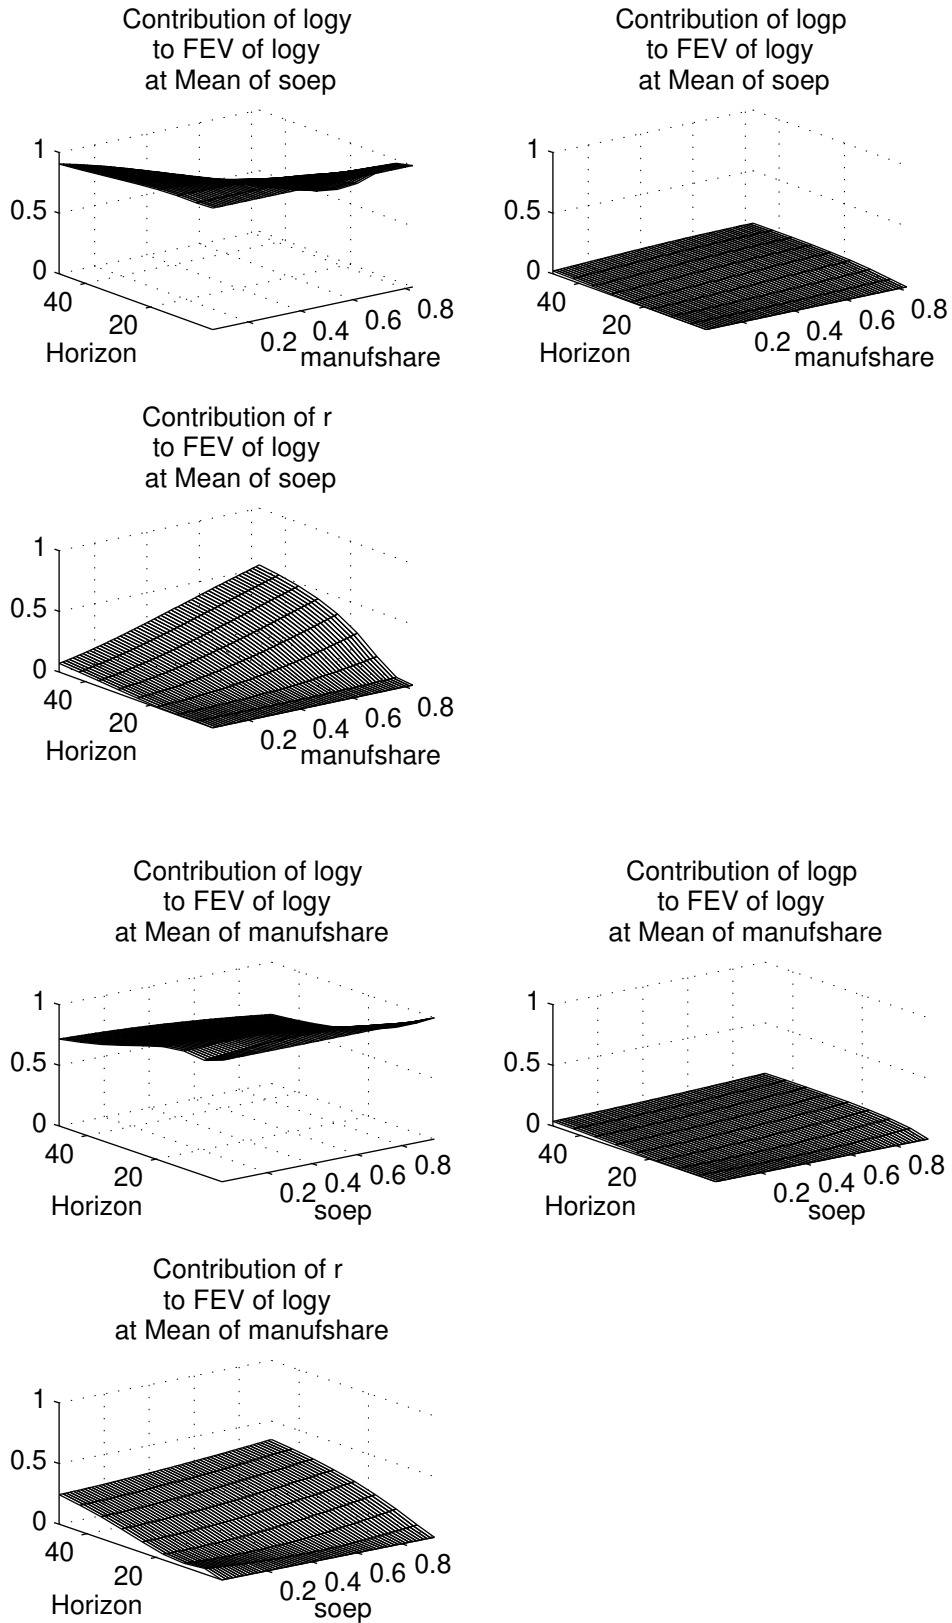 Contribution of logy
to FEV of logy
at Mean of soep
1
0.5
0
40
20
Horizon
0.2
0.4
0.6
0.8
manufshare
Contribution of logp
to FEV of logy
at Mean of soep
1
0.5
0
40
20
Horizon
0.2
0.4
0.6
0.8
manufshare
Contribution of r
to FEV of logy
at Mean of soep
1
0.5
0
40
20
Horizon
0.2
0.4
0.6
0.8
manufshare
Contribution of logy
to FEV of logy
at Mean of manufshare
1
0.5
0
40
20
Horizon
0.2
0.4
0.6
0.8
soep
Contribution of logp
to FEV of logy
at Mean of manufshare
1
0.5
0
40
20
Horizon
0.2
0.4
0.6
0.8
soep
Contribution of r
to FEV of logy
at Mean of manufshare
1
0.5
0
40
20
Horizon
0.2
0.4
0.6
0.8
soep